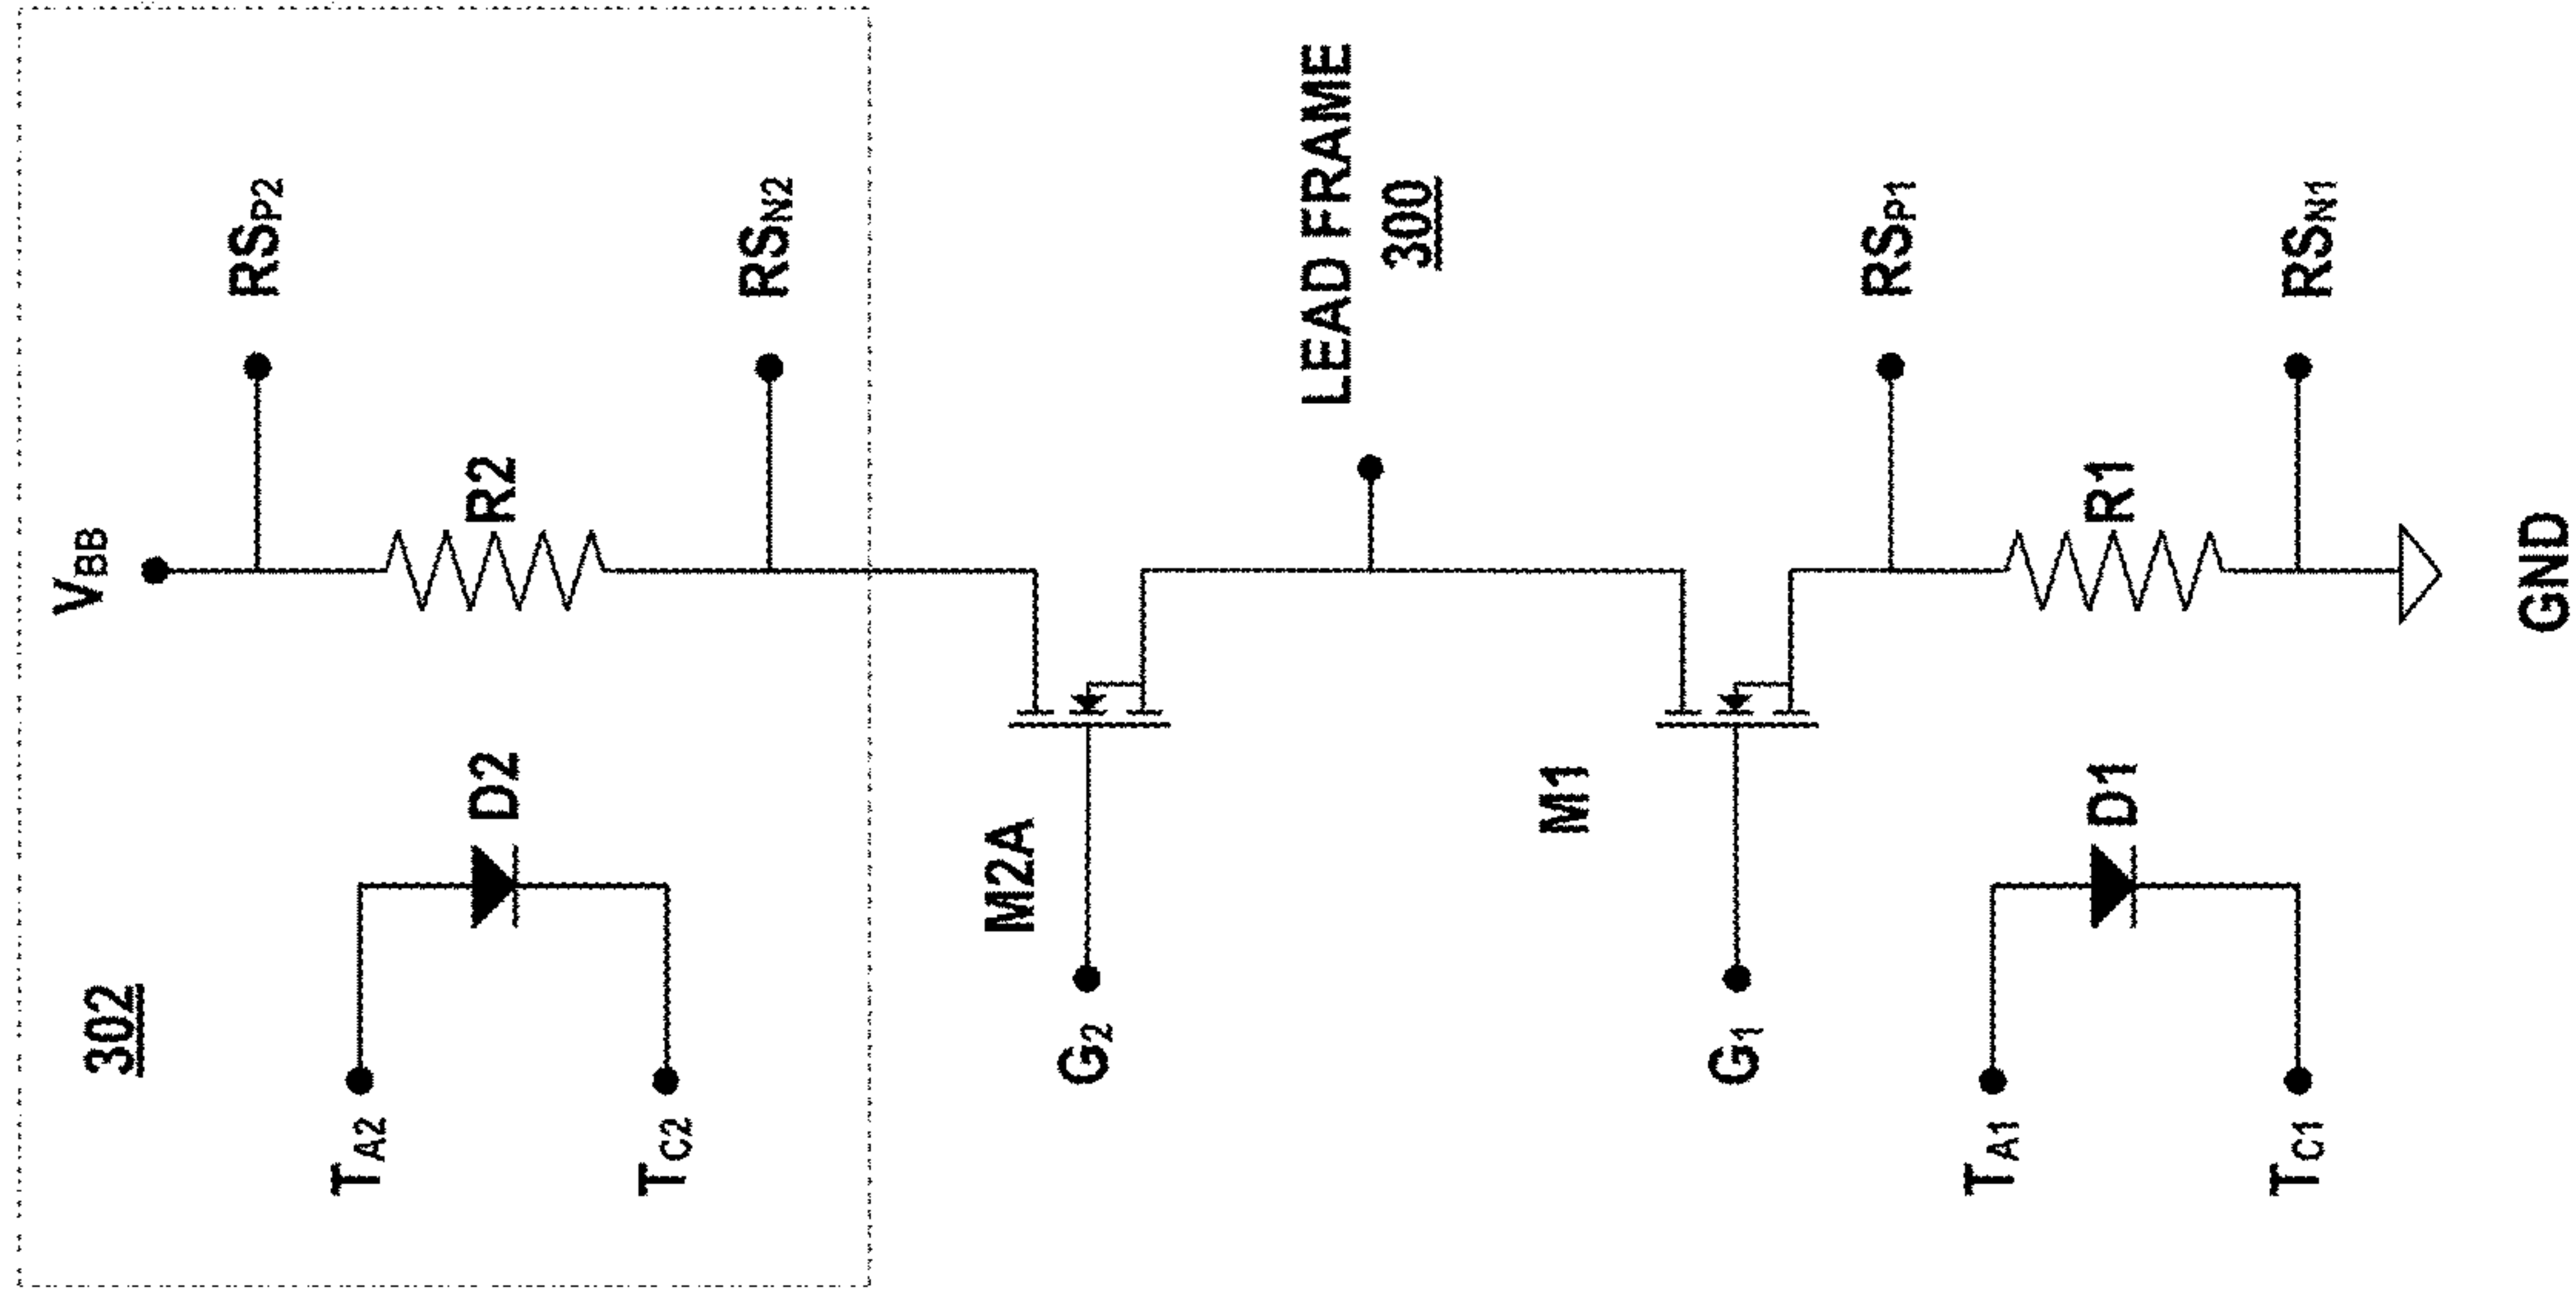 302
V_BB
RS_P2
R2
RS_N2
T_A2
D2
T_C2
M2A
G_2
LEAD FRAME
300
M1
G_1
RS_P1
R1
RS_N1
T_A1
D1
T_C1
GND